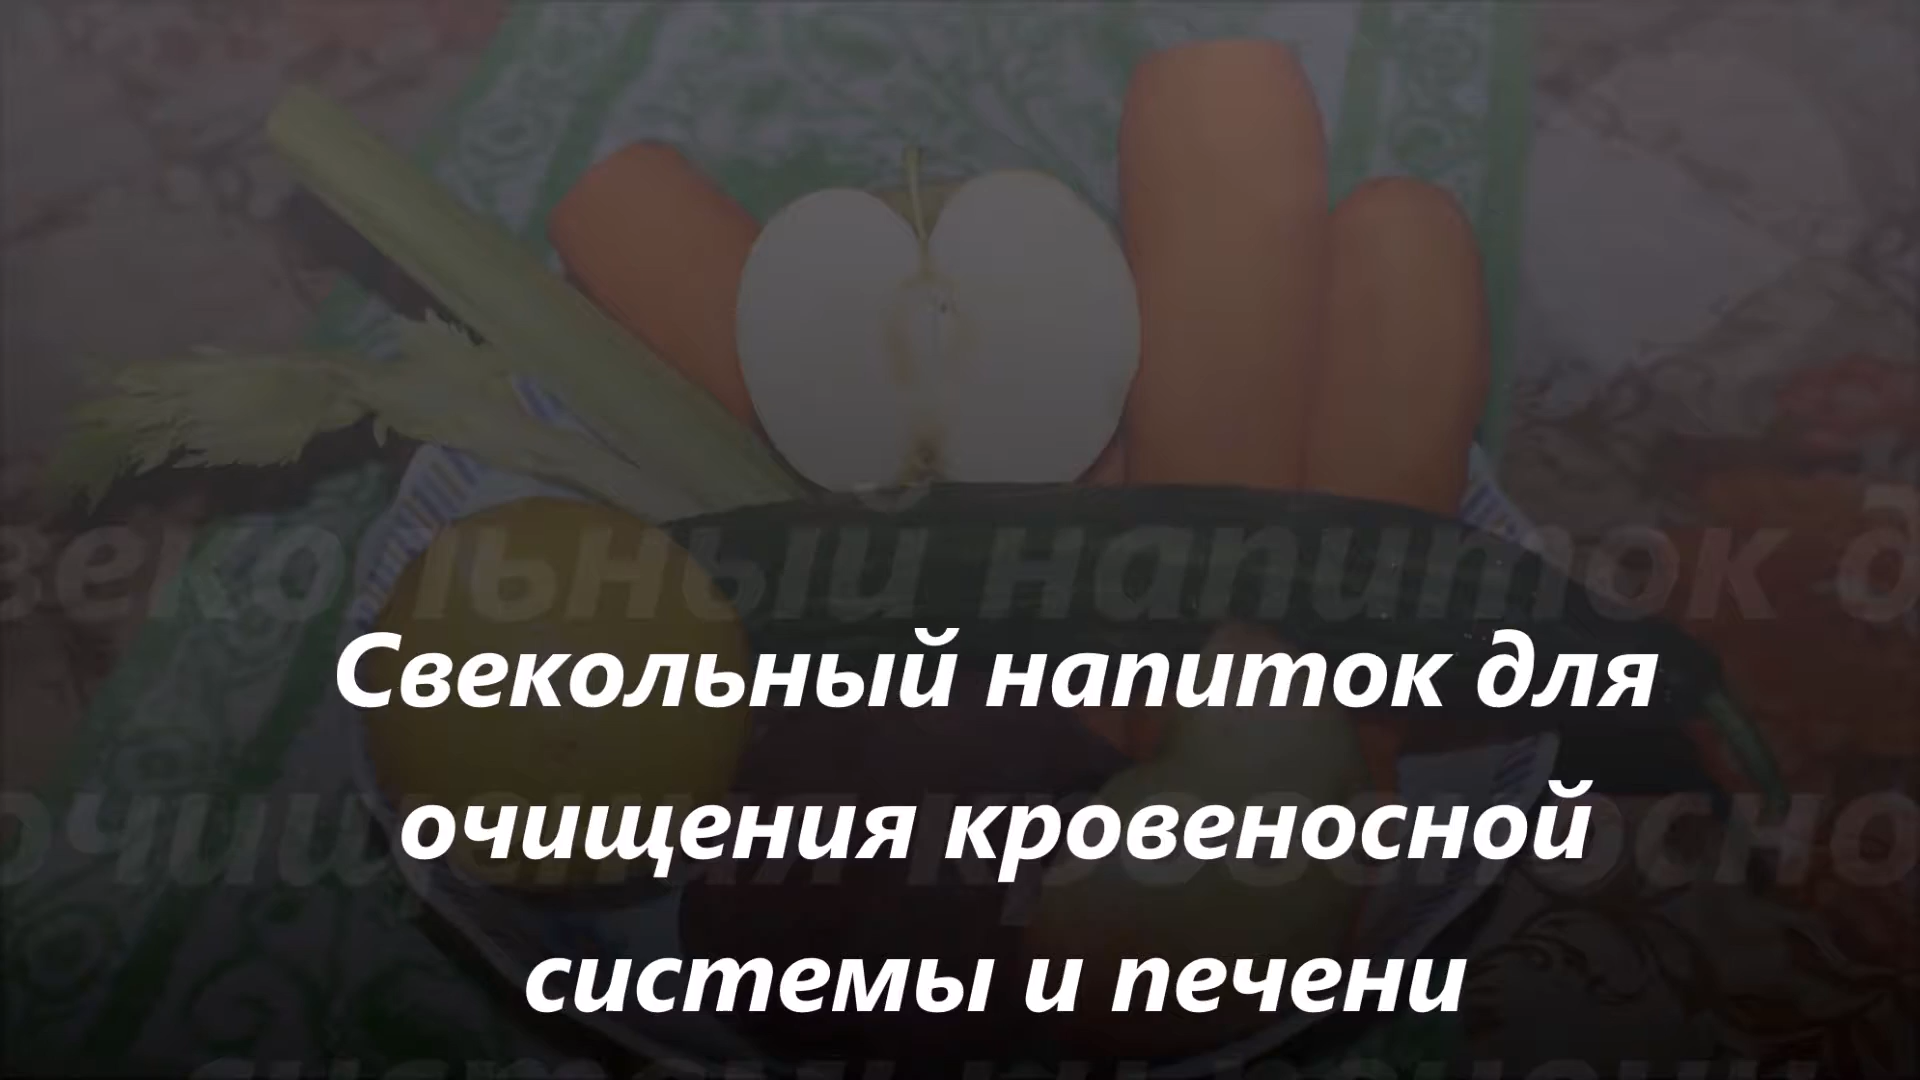 Свекольный напиток для
очищения кровеносной
системы и печени